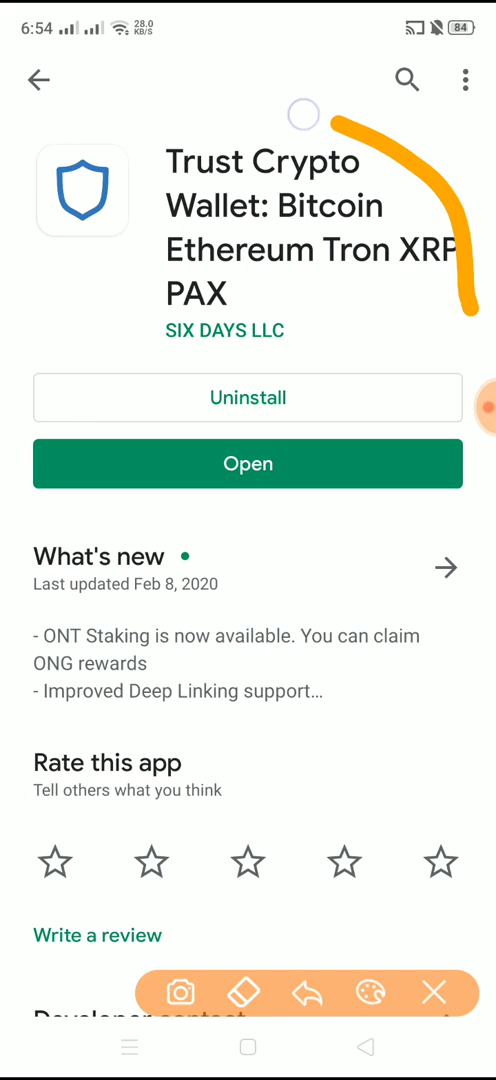 6:54 28.0 KB/S 84
Trust Crypto
Wallet: Bitcoin
Ethereum Tron XRP
PAX
SIX DAYS LLC
Uninstall
Open
What's new
Last updated Feb 8, 2020
- ONT Staking is now available. You can claim
ONG rewards
- Improved Deep Linking support...
Rate this app
Tell others what you think
Write a review
Developer contact